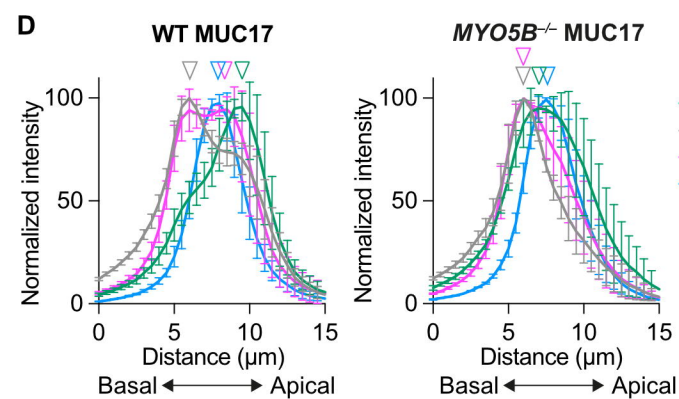 D
WT MUC17
Normalized intensity
100
50
0
0 5 10 15
Distance (µm)
Basal Apical
MYO5B–/– MUC17
Normalized intensity
100
50
0
0 5 10 15
Distance (µm)
Basal Apical